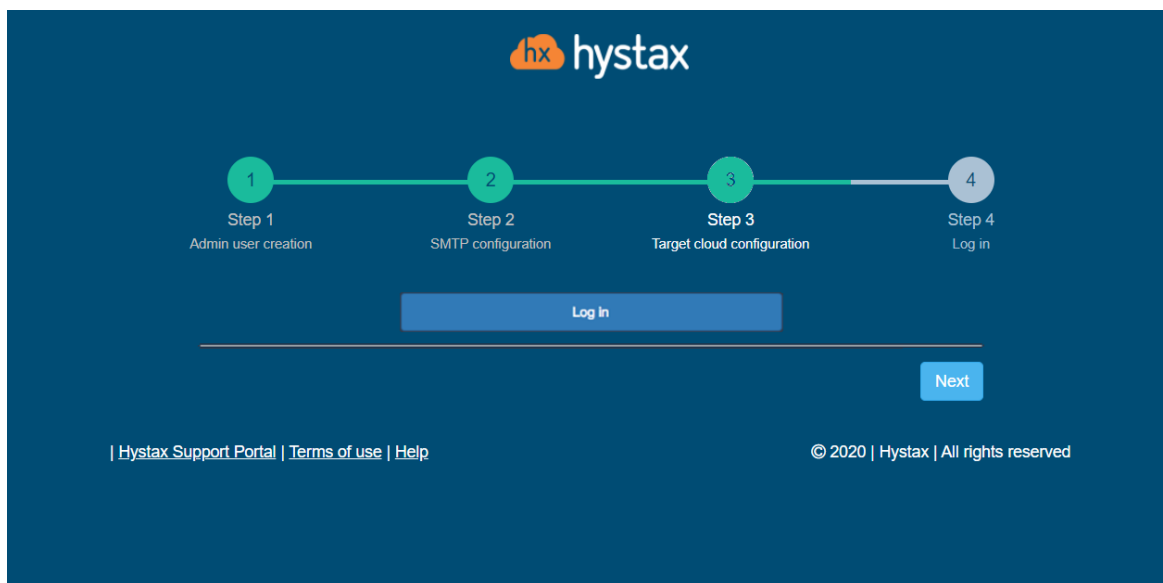 hx hystax
1 2 3 4
Step 1 Step 2 Step 3 Step 4
Admin user creation SMTP configuration Target cloud configuration Log in
Log in
Next
| Hystax Support Portal | Terms of use | Help © 2020 | Hystax | All rights reserved